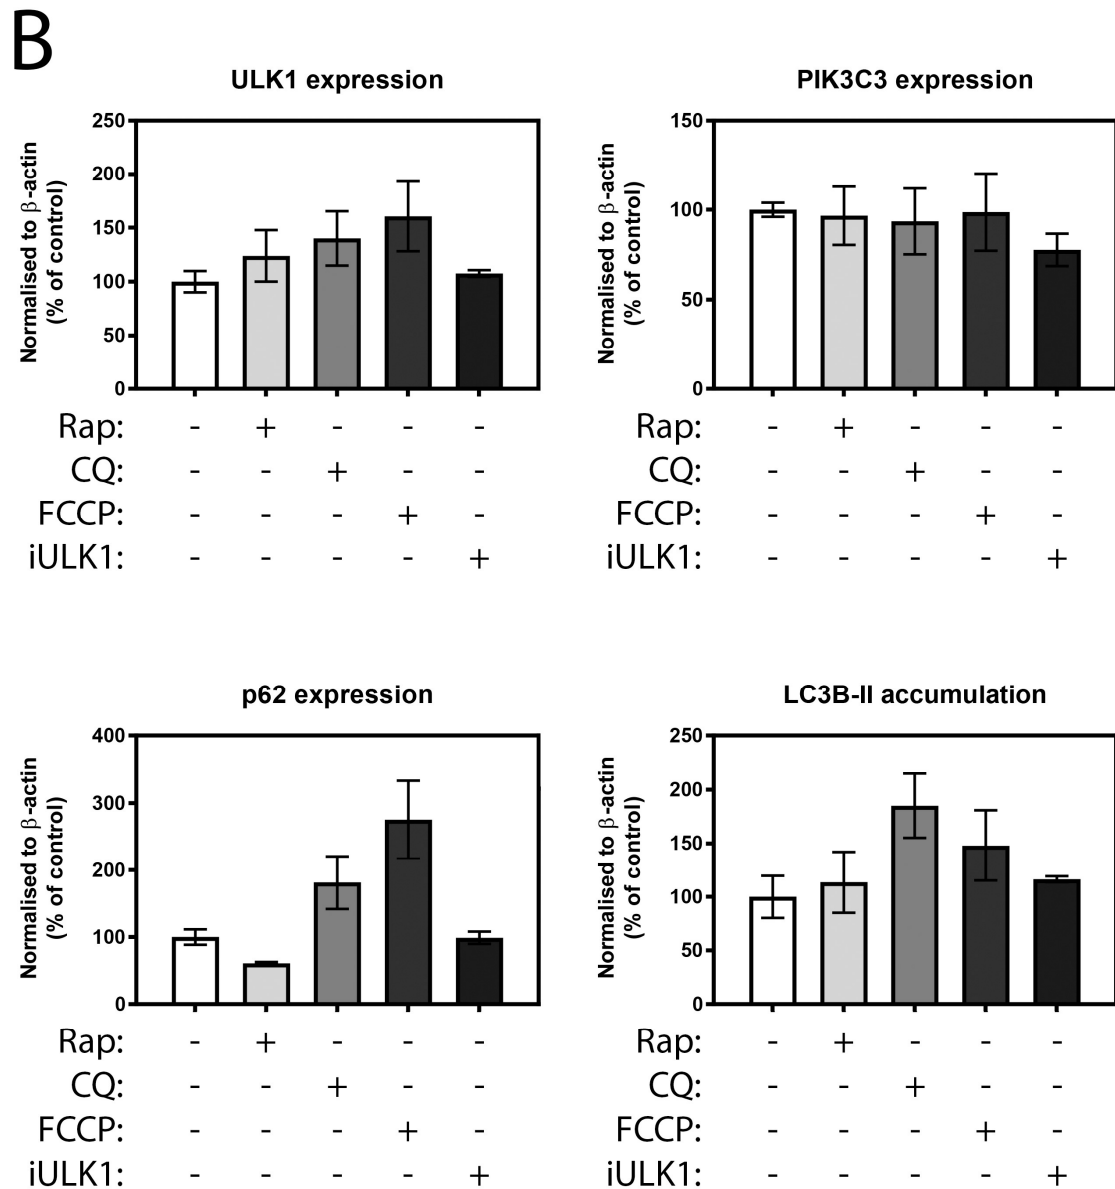 B
ULK1 expression
Normalised to β-actin
(% of control)
250
200
150
100
50
0
Rap: - + - - -
CQ: - - + - -
FCCP: - - - + -
iULK1: - - - - +
PIK3C3 expression
Normalised to β-actin
(% of control)
150
100
50
0
Rap: - + - - -
CQ: - - + - -
FCCP: - - - + -
iULK1: - - - - +
p62 expression
Normalised to β-actin
(% of control)
400
300
200
100
0
Rap: - + - - -
CQ: - - + - -
FCCP: - - - + -
iULK1: - - - - +
LC3B-II accumulation
Normalised to β-actin
(% of control)
250
200
150
100
50
0
Rap: - + - - -
CQ: - - + - -
FCCP: - - - + -
iULK1: - - - - +